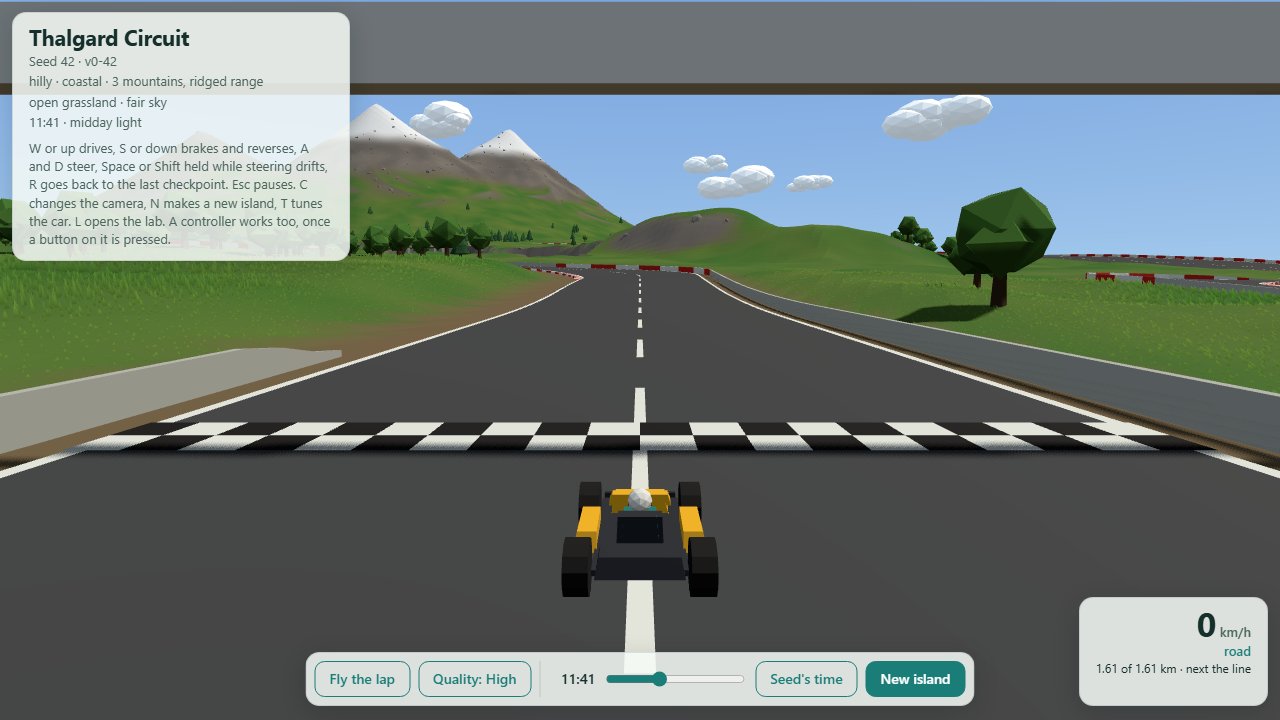 Thalgard Circuit
Seed 42 · v0-42
hilly · coastal · 3 mountains, ridged range
open grassland · fair sky
11:41 · midday light
W or up drives, S or down brakes and reverses, A
and D steer, Space or Shift held while steering drifts,
R goes back to the last checkpoint. Esc pauses. C
changes the camera, N makes a new island, T tunes
the car. L opens the lab. A controller works too, once
a button on it is pressed.
0 km/h
road
1.61 of 1.61 km · next the line
Fly the lap
Quality: High
11:41
Seed's time
New island